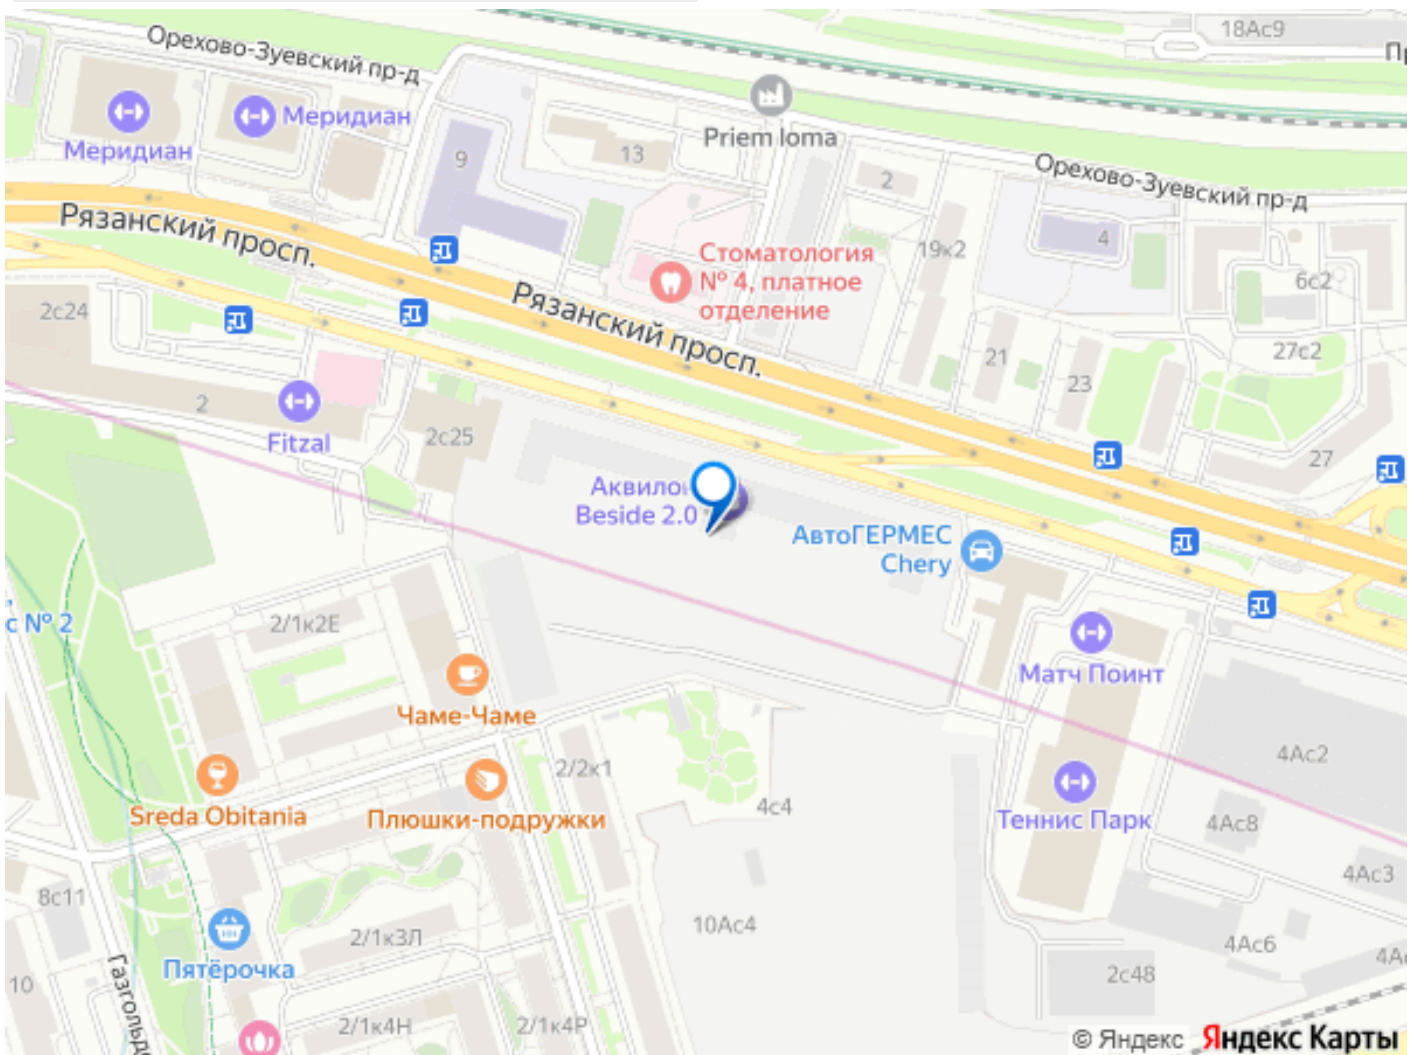 18Ас9
Орехово-Зуевский пр-д
Меридиан
Меридиан
Priem loma
9
13
2
Орехово-Зуевский пр-д
Рязанский просп.
4
19к2
Стоматология
№ 4, платное
отделение
6с2
2с24
Рязанский просп.
21
27с2
23
2
Fitzal
2с25
27
Beside 2.0
АвтоГЕРМЕС
Chery
с № 2
2/1к2Е
Матч Поинт
Чаме-Чаме
4Ас2
2/2к1
Sreda Obitania
Плюшки-подружки
4с4
Теннис Парк
4Ас8
4Ас3
8с11
10Ас4
2/1к3Л
4Ас6
Пятёрочка
2с48
10
2/1к4Н
2/1к4Р
© Яндекс Яндекс Карты